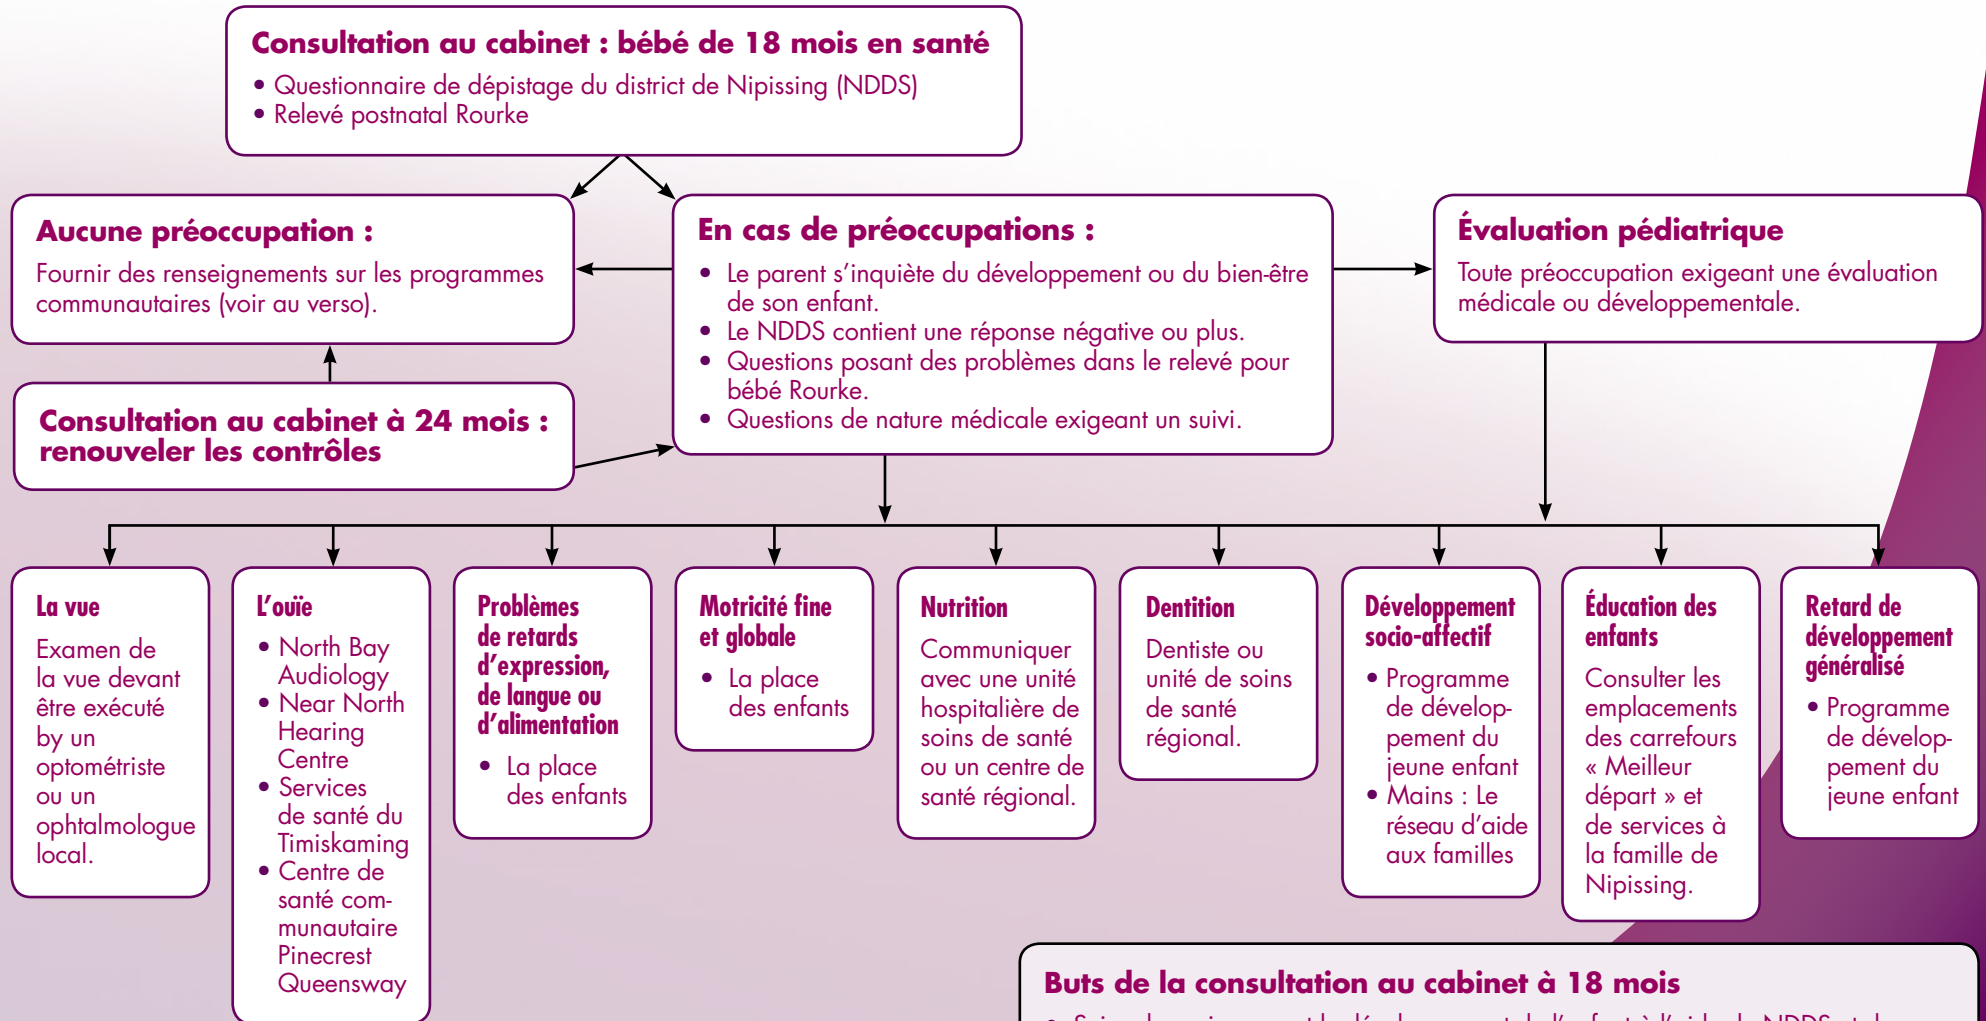 Consultation au cabinet : bébé de 18 mois en santé
• Questionnaire de dépistage du district de Nipissing (NDDS)
• Relevé postnatal Rourke
Aucune préoccupation :
Fournir des renseignements sur les programmes
communautaires (voir au verso).
En cas de préoccupations :
• Le parent s’inquiète du développement ou du bien-être
de son enfant.
• Le NDDS contient une réponse négative ou plus.
• Questions posant des problèmes dans le relevé pour
bébé Rourke.
• Questions de nature médicale exigeant un suivi.
Évaluation pédiatrique
Toute préoccupation exigeant une évaluation
médicale ou développementale.
Consultation au cabinet à 24 mois :
renouveler les contrôles
La vue
Examen de
la vue devant
être exécuté
by un
optométriste
ou un
ophtalmologue
local.
L’ouïe
• North Bay
Audiology
• Near North
Hearing
Centre
• Services
de santé du
Timiskaming
• Centre de
santé com-
munautaire
Pinecrest
Queensway
Problèmes
de retards
d’expression,
de langue ou
d’alimentation
• La place
des enfants
Motricité fine
et globale
• La place
des enfants
Nutrition
Communiquer
avec une unité
hospitalière de
soins de santé
ou un centre de
santé régional.
Dentition
Dentiste ou
unité de soins
de santé
régional.
Développement
socio-affectif
• Programme
de dévelop-
pement du
jeune enfant
• Mains : Le
réseau d’aide
aux familles
Éducation des
enfants
Consulter les
emplacements
des carrefours
« Meilleur
départ » et
de services à
la famille de
Nipissing.
Retard de
développement
généralisé
• Programme
de dévelop-
pement du
jeune enfant
Buts de la consultation au cabinet à 18 mois